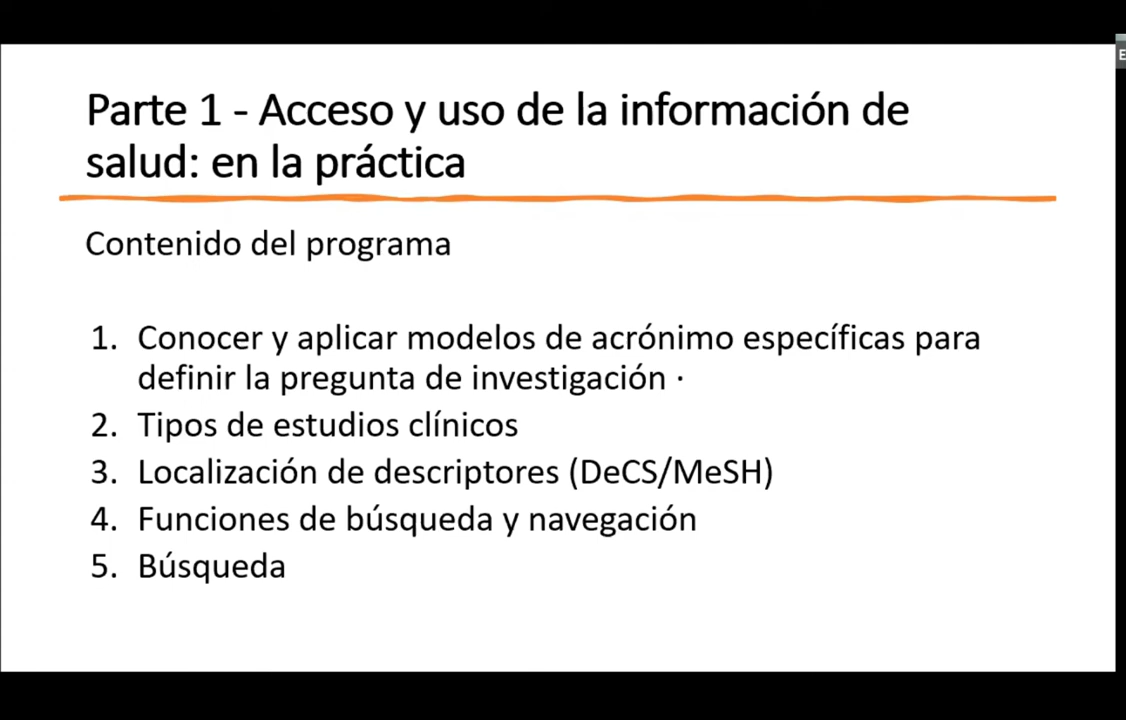 Parte 1 - Acceso y uso de la información de
salud: en la práctica
Contenido del programa
1. Conocer y aplicar modelos de acrónimo específicas para
definir la pregunta de investigación ·
2. Tipos de estudios clínicos
3. Localización de descriptores (DeCS/MeSH)
4. Funciones de búsqueda y navegación
5. Búsqueda